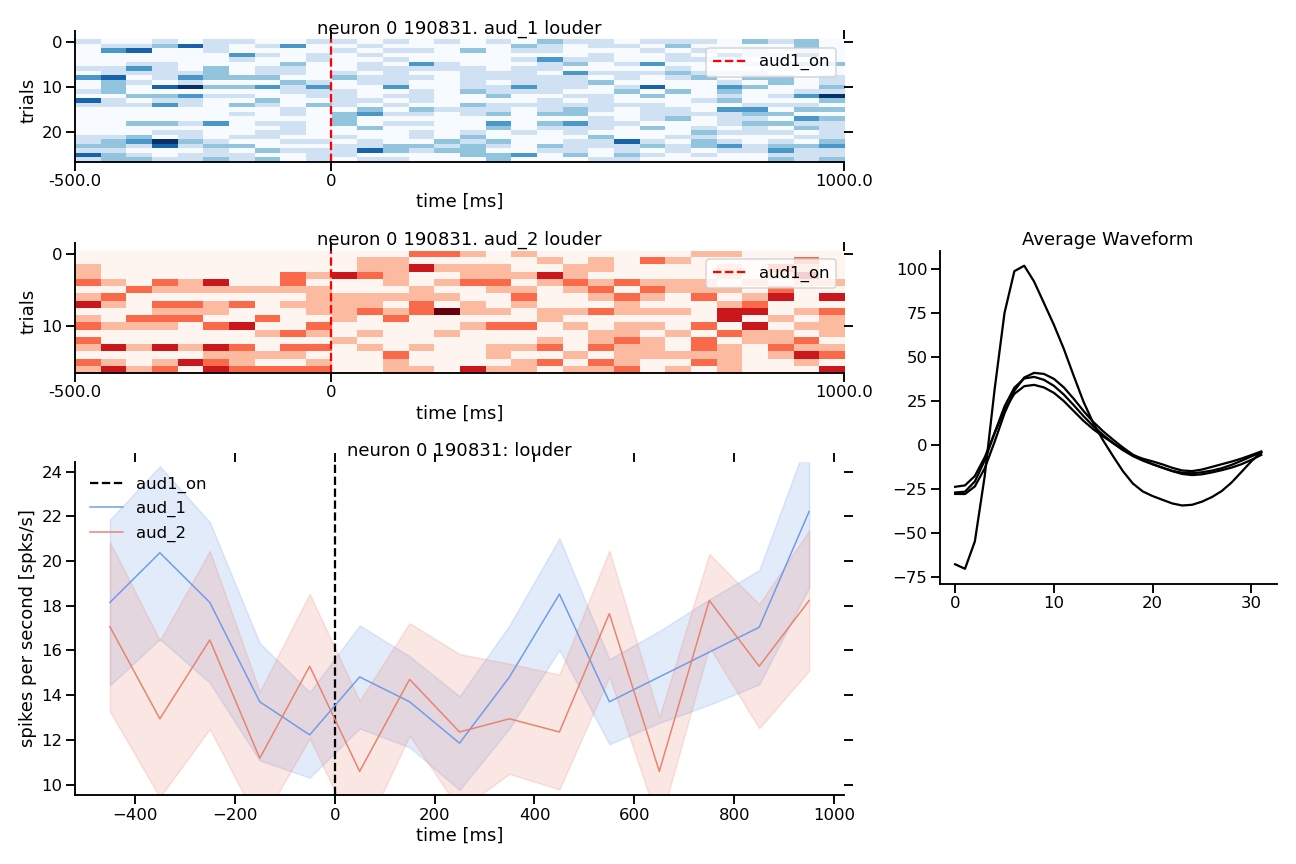 neuron 0 190831. aud_1 louder
0
10
20
trials
aud1_on
-500.0
0
1000.0
time [ms]
neuron 0 190831. aud_2 louder
0
10
trials
aud1_on
-500.0
0
1000.0
time [ms]
neuron 0 190831: louder
24
22
20
18
16
14
12
10
spikes per second [spks/s]
aud1_on
aud_1
aud_2
−400
−200
0
200
400
600
800
1000
time [ms]
Average Waveform
100
75
50
25
0
−25
−50
−75
0
10
20
30